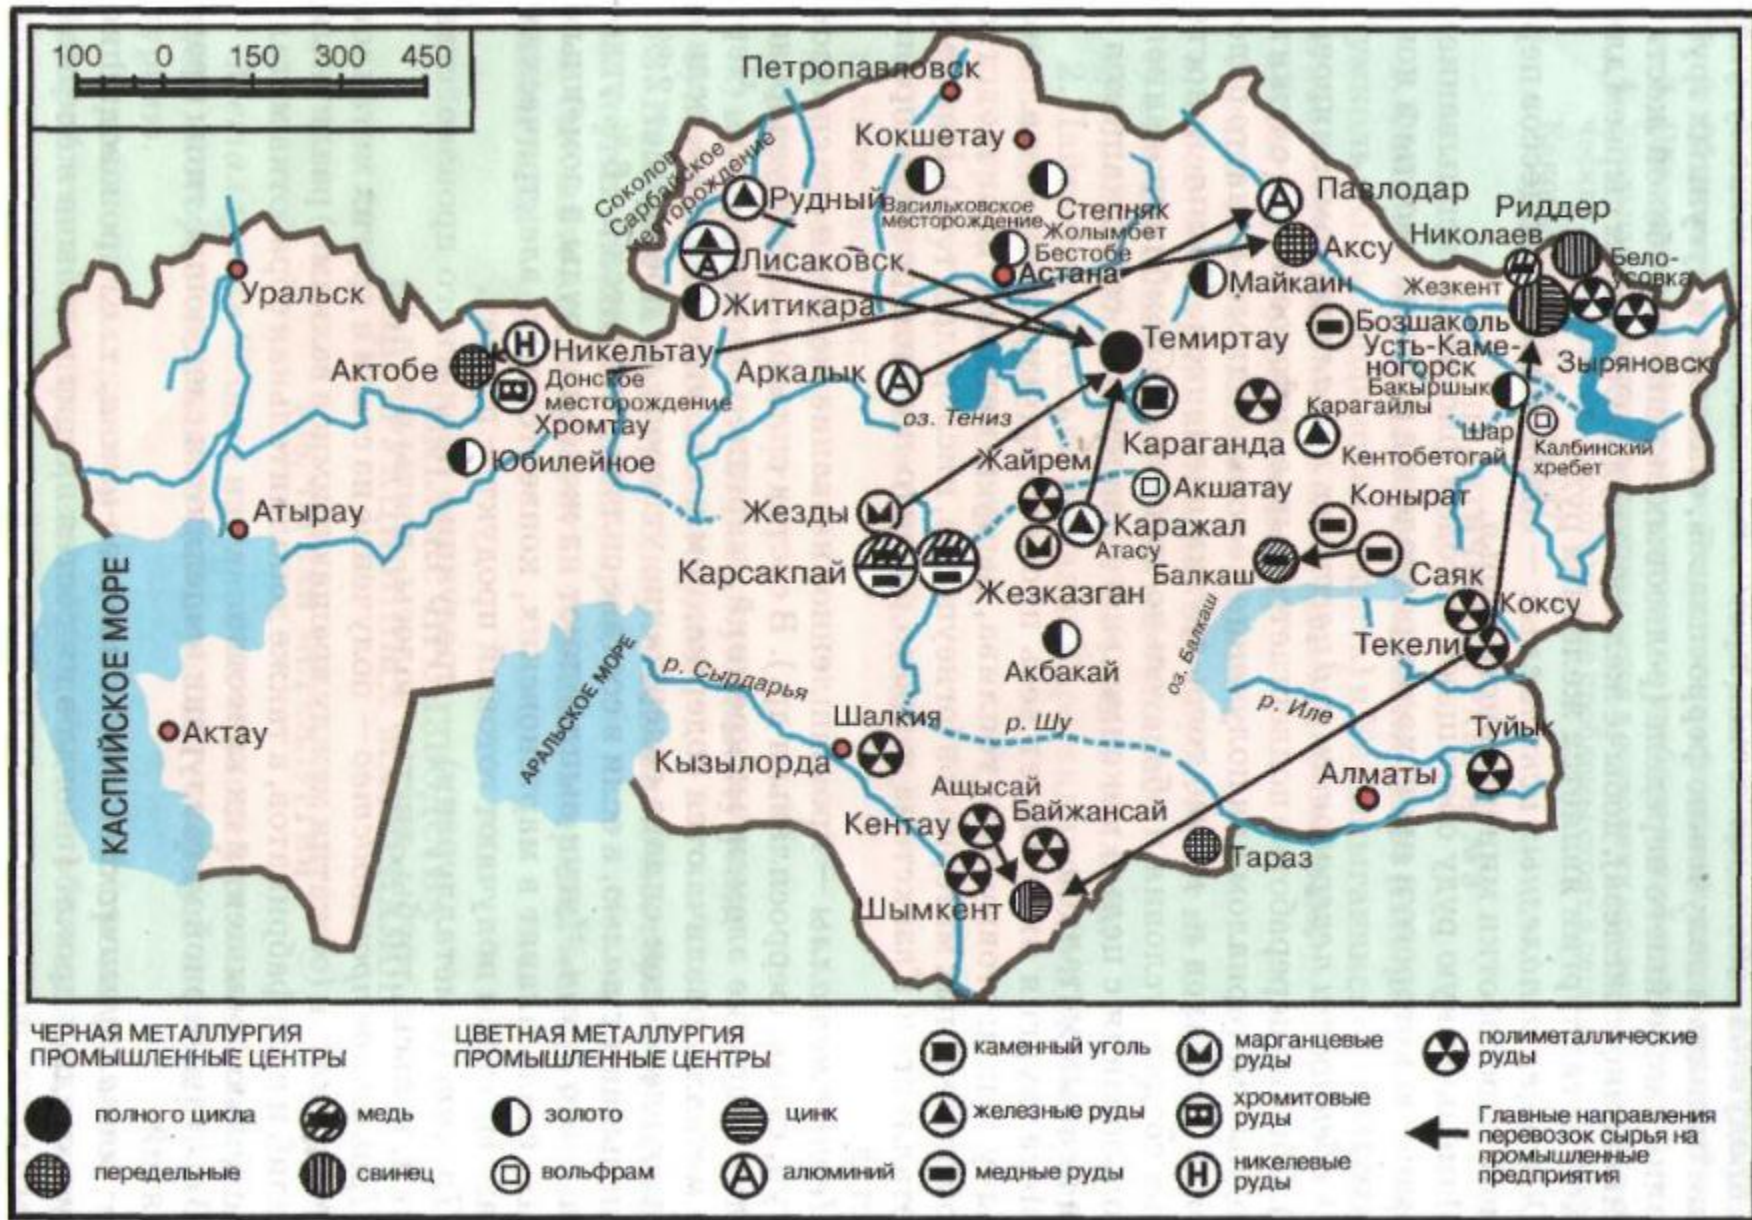 100 0 150 300 450
Петропавловск
Кокшетау
Соколов
Сарбайское
месторождение
Рудный
Васильковское
месторождение
Степняк
Жолымбет
Бестобе
Павлодар
Риддер
Николаев
Аксу
Бело-
усовка
Лисаковск
Астана
Майкаин
Жезкент
Уральск
Житикара
Бозшаколь
Темиртау
Усть-Каме-
ногорск
Зыряновск
Никельтау
Актобе
Аркалык
Донское
месторождение
Хромтау
оз. Тениз
Бакыршык
Карагайлы
Караганда
Шар
Калбинский
хребет
Кентобетогай
Юбилейное
Жайрем
Акшатау
Конырат
Атырау
Жезды
Каражал
Атасу
Карсакпай
Балкаш
Саяк
Жезказган
Коксу
КАСПИЙСКОЕ МОРЕ
АРАЛЬСКОЕ МОРЕ
Текели
оз. Балкаш
Акбакай
р. Сырдарья
р. Иле
Шалкия
р. Шу
Туйык
Актау
Кызылорда
Алматы
Ащысай
Байжансай
Кентау
Тараз
Шымкент
ЧЕРНАЯ МЕТАЛЛУРГИЯ
ПРОМЫШЛЕННЫЕ ЦЕНТРЫ
полного цикла
передельные
медь
свинец
ЦВЕТНАЯ МЕТАЛЛУРГИЯ
ПРОМЫШЛЕННЫЕ ЦЕНТРЫ
золото
вольфрам
цинк
алюминий
каменный уголь
железные руды
медные руды
марганцевые
руды
хромитовые
руды
никелевые
руды
полиметаллические
руды
Главные направления
перевозок сырья на
промышленные
предприятия